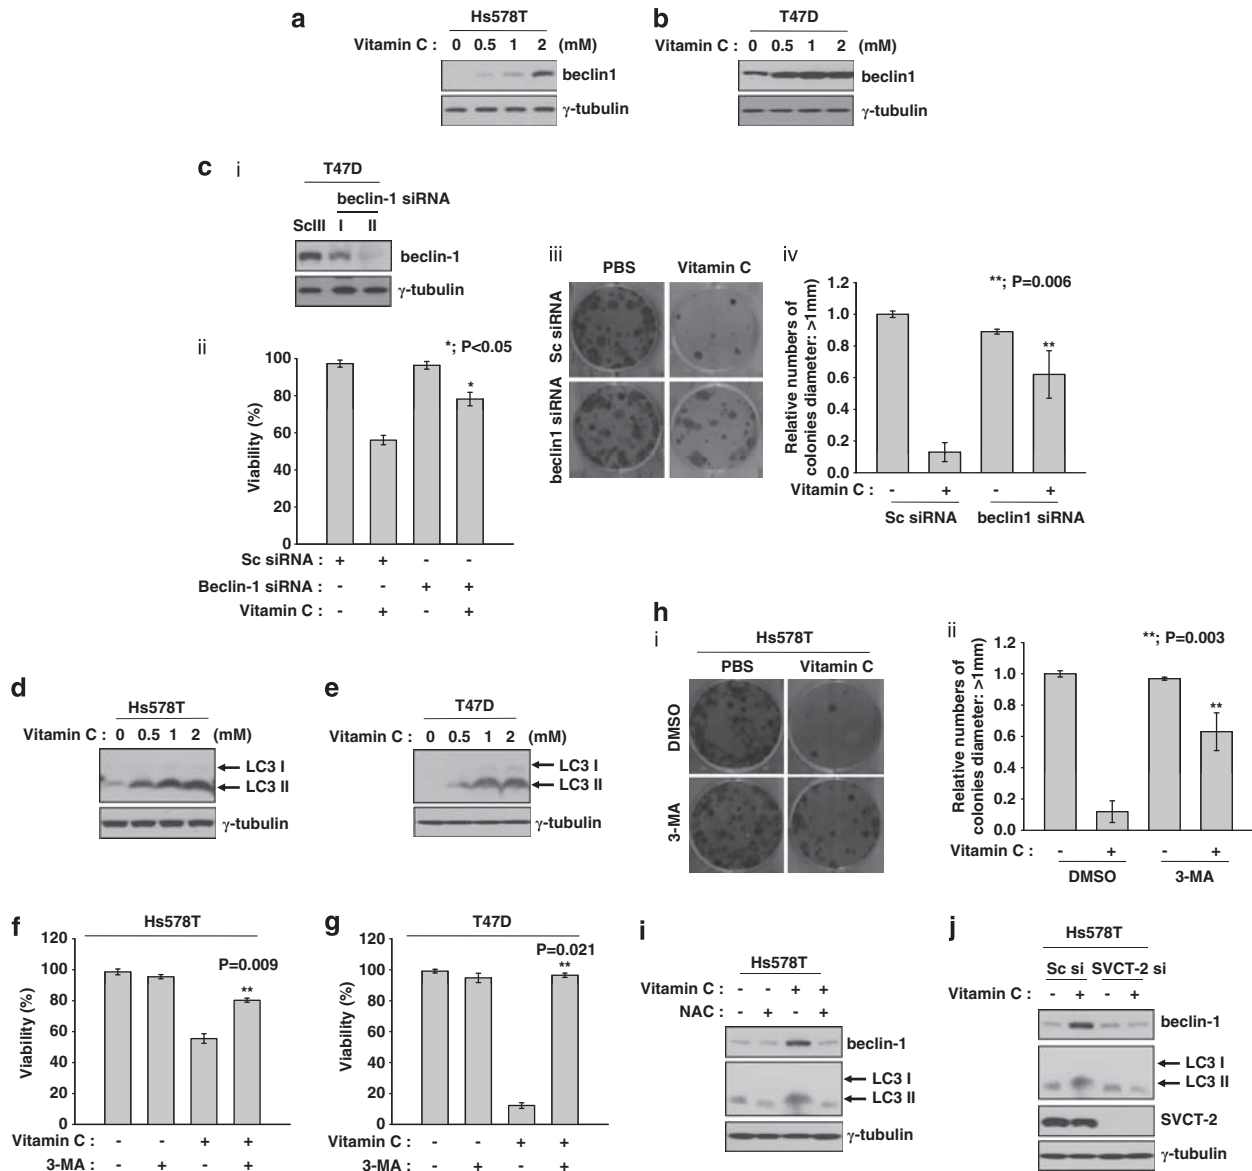 a
Hs578T
Vitamin C : 0 0.5 1 2 (mM)
beclin1
γ-tubulin
b
T47D
Vitamin C : 0 0.5 1 2 (mM)
beclin1
γ-tubulin
c
i
T47D
beclin-1 siRNA
ScIII I II
beclin-1
γ-tubulin
ii
*; P<0.05
100
80
60
40
20
0
Viability (%)
*
Sc siRNA : + + - -
Beclin-1 siRNA : - - + +
Vitamin C : - + - +
iii
PBS Vitamin C
Sc siRNA
beclin1 siRNA
iv
**; P=0.006
1.2
1.0
0.8
0.6
0.4
0.2
0.0
Relative numbers of
colonies diameter: >1mm)
**
Vitamin C : - + - +
Sc siRNA beclin1 siRNA
d
Hs578T
Vitamin C : 0 0.5 1 2 (mM)
LC3 I
LC3 II
γ-tubulin
e
T47D
Vitamin C : 0 0.5 1 2 (mM)
LC3 I
LC3 II
γ-tubulin
f
Hs578T
120
100
80
60
40
20
0
Viability (%)
P=0.009
**
Vitamin C : - - + +
3-MA : - + - +
g
T47D
120
100
80
60
40
20
0
Viability (%)
P=0.021
**
Vitamin C : - - + +
3-MA : - + - +
h
i
Hs578T
PBS Vitamin C
DMSO
3-MA
ii
**; P=0.003
1.2
1.0
0.8
0.6
0.4
0.2
0.0
Relative numbers of
colonies diameter: >1mm)
**
Vitamin C : - + - +
DMSO 3-MA
i
Hs578T
Vitamin C : - - + +
NAC : - + - +
beclin-1
LC3 I
LC3 II
γ-tubulin
j
Hs578T
Sc si SVCT-2 si
Vitamin C : - + - +
beclin-1
LC3 I
LC3 II
SVCT-2
γ-tubulin